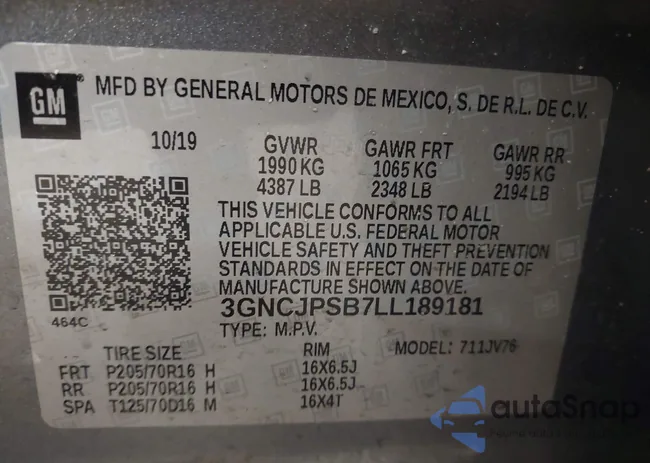 GM
MFD BY GENERAL MOTORS DE MEXICO, S. DE R.L. DE C.V.
10/19 GVWR GAWR FRT GAWR RR
1990 KG 1065 KG 995 KG
4387 LB 2348 LB 2194 LB
THIS VEHICLE CONFORMS TO ALL
APPLICABLE U.S. FEDERAL MOTOR
VEHICLE SAFETY AND THEFT PREVENTION
STANDARDS IN EFFECT ON THE DATE OF
MANUFACTURE SHOWN ABOVE.
3GNCJPSB7LL189181
464C
TYPE: M.P.V.
TIRE SIZE RIM MODEL: 711JV76
FRT P205/70R16 H 16X6.5J
RR P205/70R16 H 16X6.5J
SPA T125/70D16 M 16X4T
autoSnap